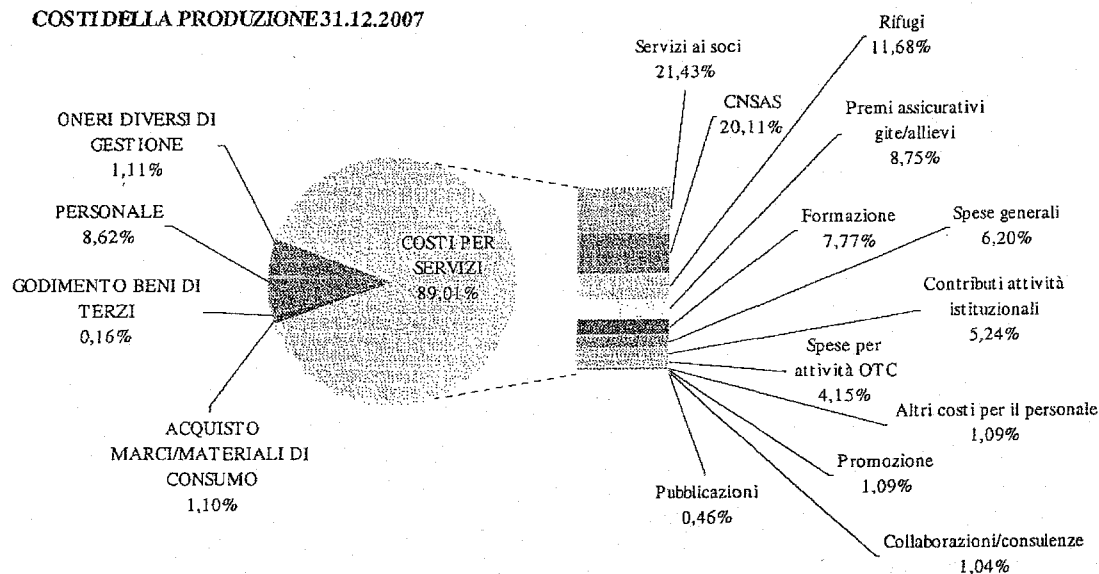 COSTI DELLA PRODUZIONE 31.12.2007
ONERI DIVERSI DI
GESTIONE
1,11%
PERSONALE
8,62%
GODIMENTO BENI DI
TERZI
0,16%
ACQUISTO
MARCI/MATERIALI DI
CONSUMO
1,10%
COSTI PER
SERVIZI
89,01%
Servizi ai soci
21,43%
CNSAS
20,11%
Rifugi
11,68%
Premi assicurativi
gite/allievi
8,75%
Formazione
7,77%
Spese generali
6,20%
Contributi attività
istituzionali
5,24%
Spese per
attività OTC
4,15%
Altri costi per il personale
1,09%
Promozione
1,09%
Pubblicazioni
0,46%
Collaborazioni/consulenze
1,04%